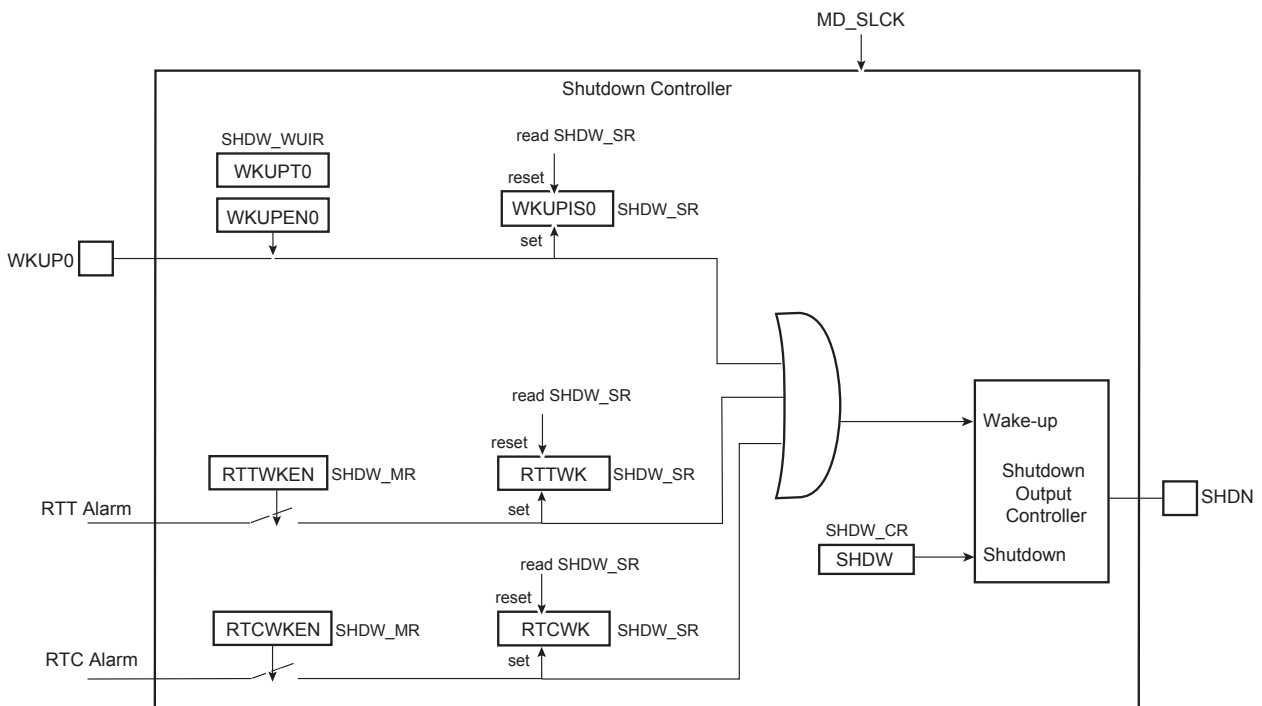 MD_SLCK
Shutdown Controller
SHDW_WUIR
WKUPT0
WKUPEN0
read SHDW_SR
reset
WKUPIS0
SHDW_SR
set
WKUP0
read SHDW_SR
reset
RTTWKEN
SHDW_MR
RTTWK
SHDW_SR
RTT Alarm
set
read SHDW_SR
reset
RTCWKEN
SHDW_MR
RTCWK
SHDW_SR
RTC Alarm
set
Wake-up
Shutdown
Output
Controller
SHDN
SHDW_CR
SHDW
Shutdown